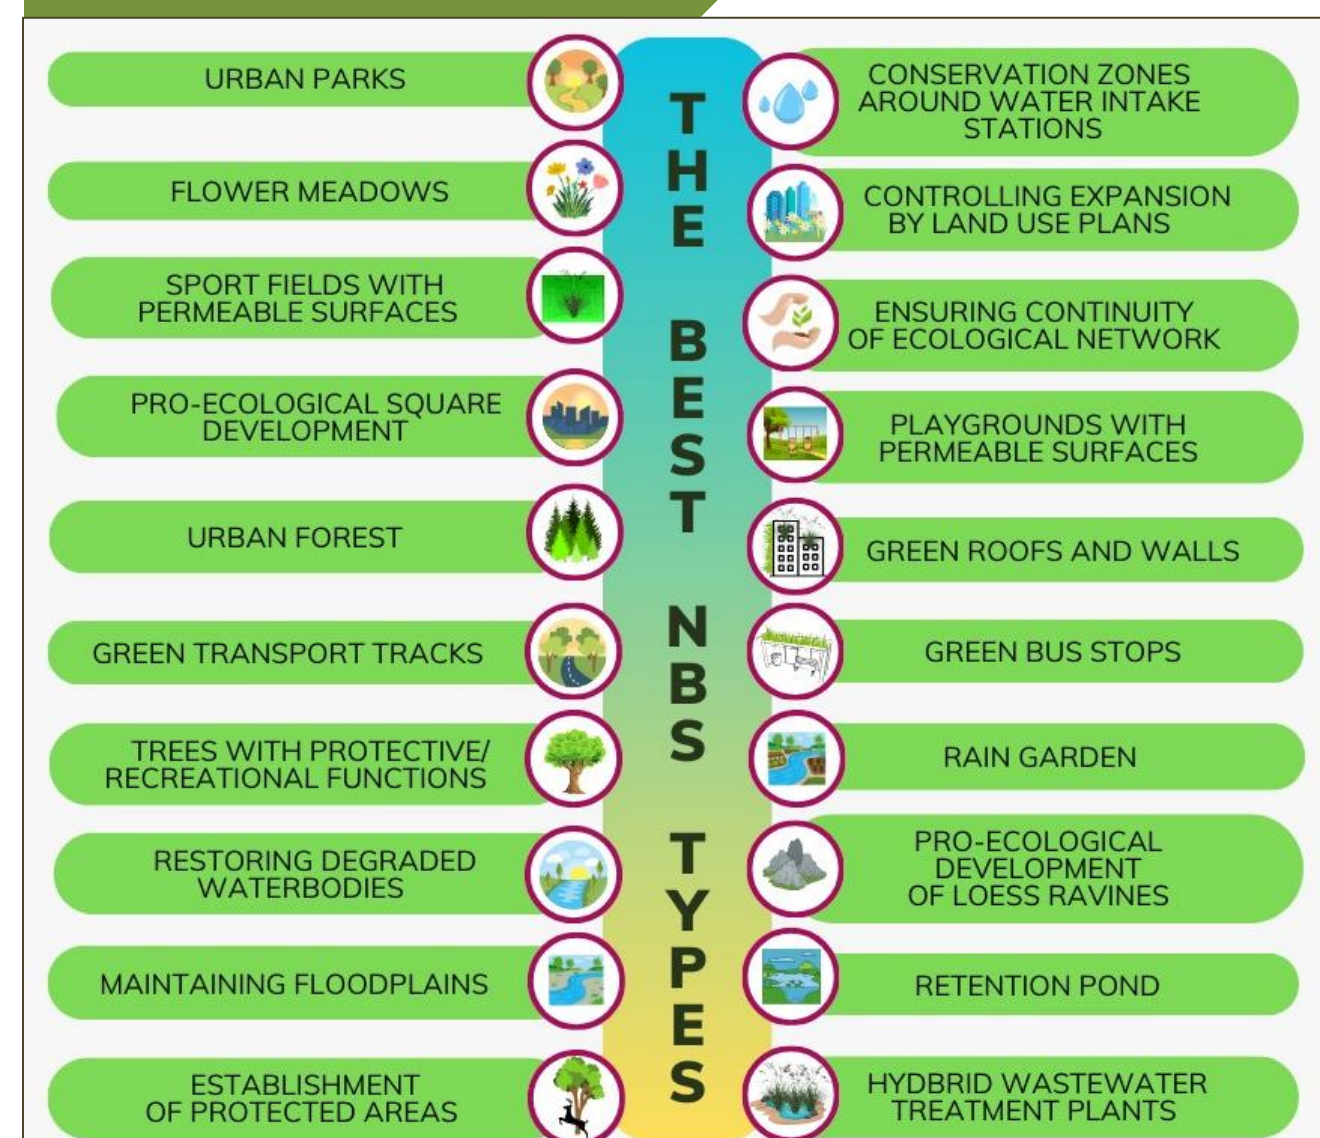 URBAN PARKS
FLOWER MEADOWS
SPORT FIELDS WITH
PERMEABLE SURFACES
PRO-ECOLOGICAL SQUARE
DEVELOPMENT
URBAN FOREST
GREEN TRANSPORT TRACKS
TREES WITH PROTECTIVE/
RECREATIONAL FUNCTIONS
RESTORING DEGRADED
WATERBODIES
MAINTAINING FLOODPLAINS
ESTABLISHMENT
OF PROTECTED AREAS
THE BEST NBS TYPES
CONSERVATION ZONES
AROUND WATER INTAKE
STATIONS
CONTROLLING EXPANSION
BY LAND USE PLANS
ENSURING CONTINUITY
OF ECOLOGICAL NETWORK
PLAYGROUNDS WITH
PERMEABLE SURFACES
GREEN ROOFS AND WALLS
GREEN BUS STOPS
RAIN GARDEN
PRO-ECOLOGICAL
DEVELOPMENT
OF LOESS RAVINES
RETENTION POND
HYDBRID WASTEWATER
TREATMENT PLANTS